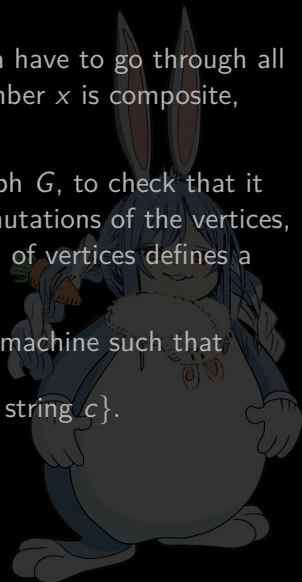 have to go through all
mber x is composite,
ph G, to check that it
nutations of the vertices,
of vertices defines a
machine such that
string c}.